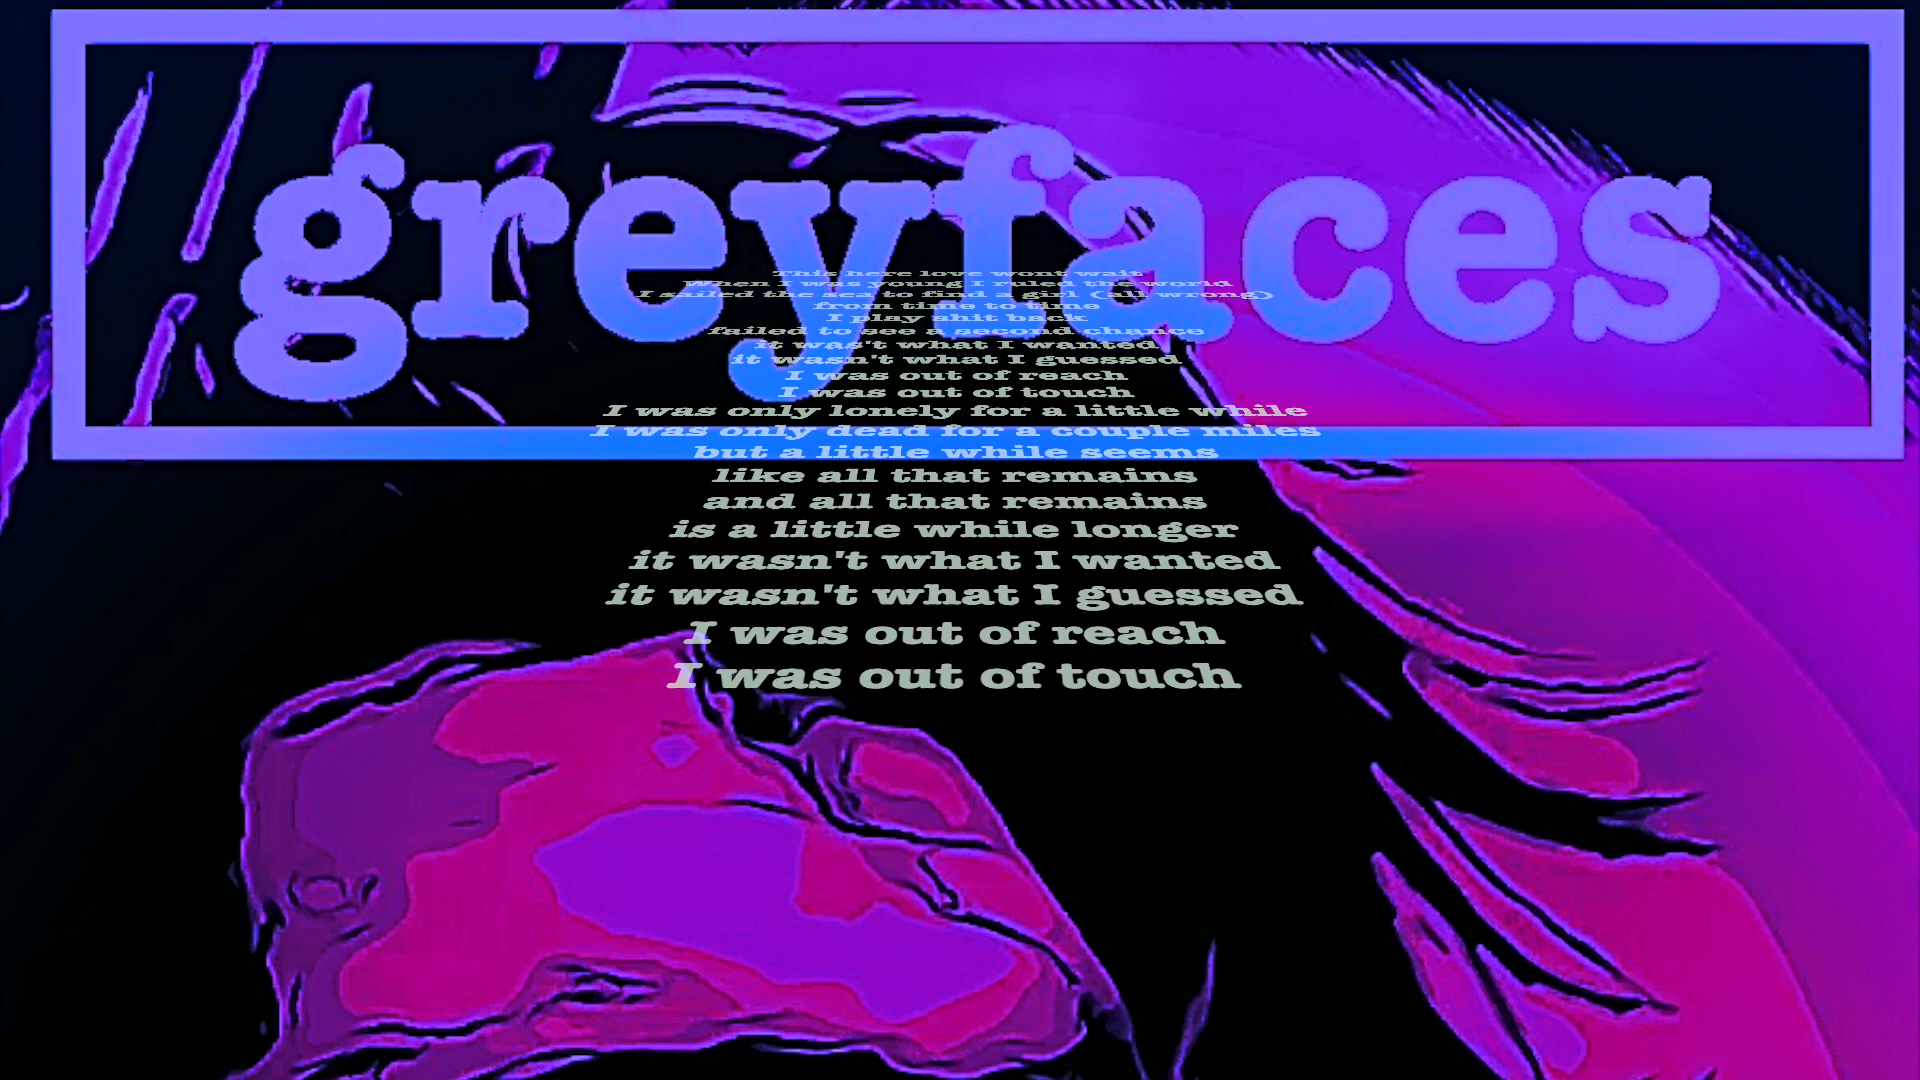 greyfaces
This here love wont wait
When I was young I ruled the world
I sailed the sea to find a girl (all wrong)
from time to time
I play shit back
failed to see a second chance
it was't what I wanted
it wasn't what I guessed
I was out of reach
I was out of touch
I was only lonely for a little while
I was only dead for a couple miles
but a little while seems
like all that remains
and all that remains
is a little while longer
it wasn't what I wanted
it wasn't what I guessed
I was out of reach
I was out of touch